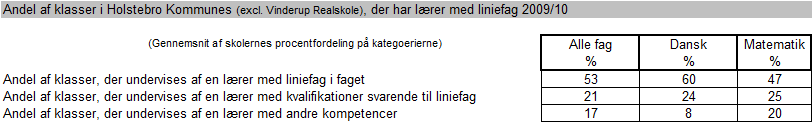 Andel af klasser i Holstebro Kommunes (excl. Vinderup Realskole), der har lærer med liniefag 2009/10
(Gennemsnit af skolernes procentfordeling på kategoerierne) Alle fag Dansk Matematik
% % %
Andel af klasser, der undervises af en lærer med liniefag i faget 53 60 47
Andel af klasser, der undervises af en lærer med kvalifikationer svarende til liniefag 21 24 25
Andel af klasser, der undervises af en lærer med andre kompetencer 17 8 20